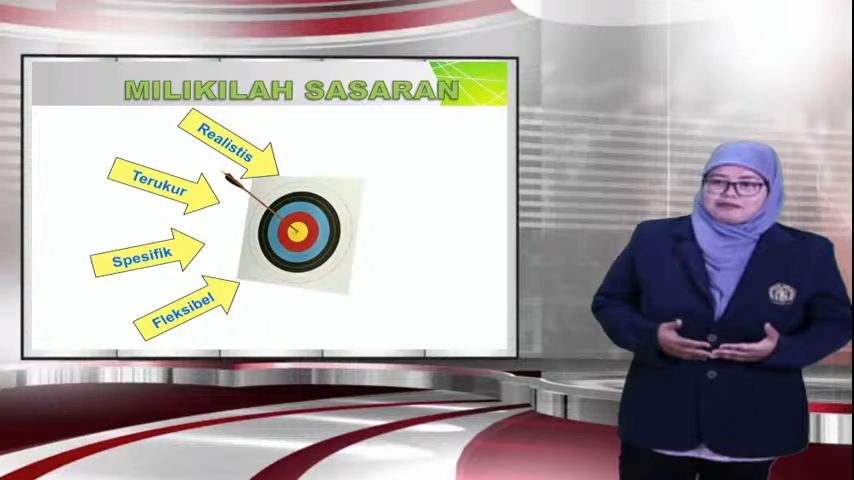 MILIKILAH SASARAN
Realistis
Terukur
Spesifik
Fleksibel